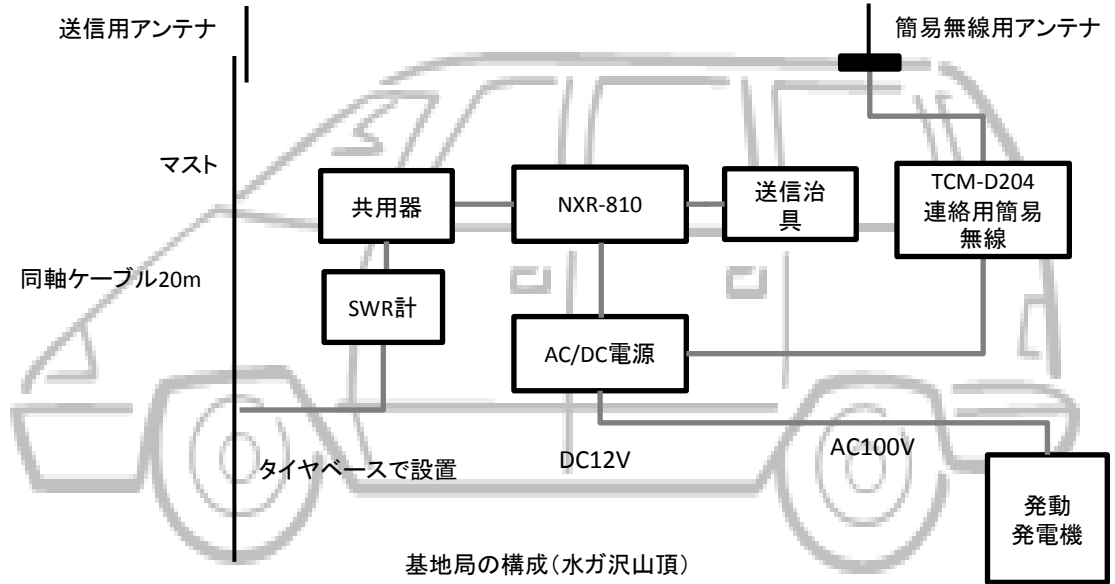 送信用アンテナ
簡易無線用アンテナ
マスト
共用器
NXR-810
送信治
具
TCM-D204
連絡用簡易
無線
同軸ケーブル20m
SWR計
AC/DC電源
タイヤベースで設置
DC12V
AC100V
発動
発電機
基地局の構成（水ガ沢山頂）